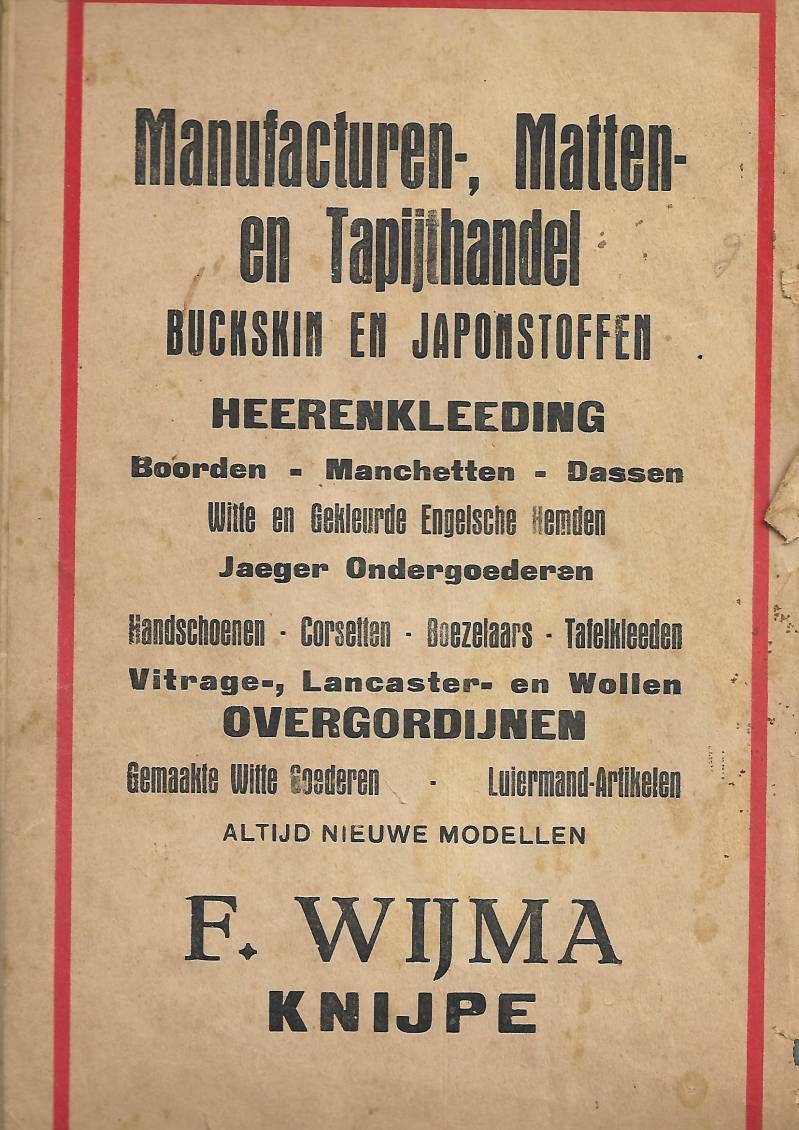 Manufacturen-, Matten-
en Tapijthandel
BUCKSKIN EN JAPONSTOFFEN
HEERENKLEEDING
Boorden - Manchetten - Dassen
Witte en Gekleurde Engelsche Hemden
Jaeger Ondergoederen
Handschoenen - Corsetten - Boezelaars - Tafelkleeden
Vitrage-, Lancaster- en Wollen
OVERGORDIJNEN
Gemaakte Witte Goederen - Luiermand-Artikelen
ALTIJD NIEUWE MODELLEN
F. WIJMA
KNIJPE